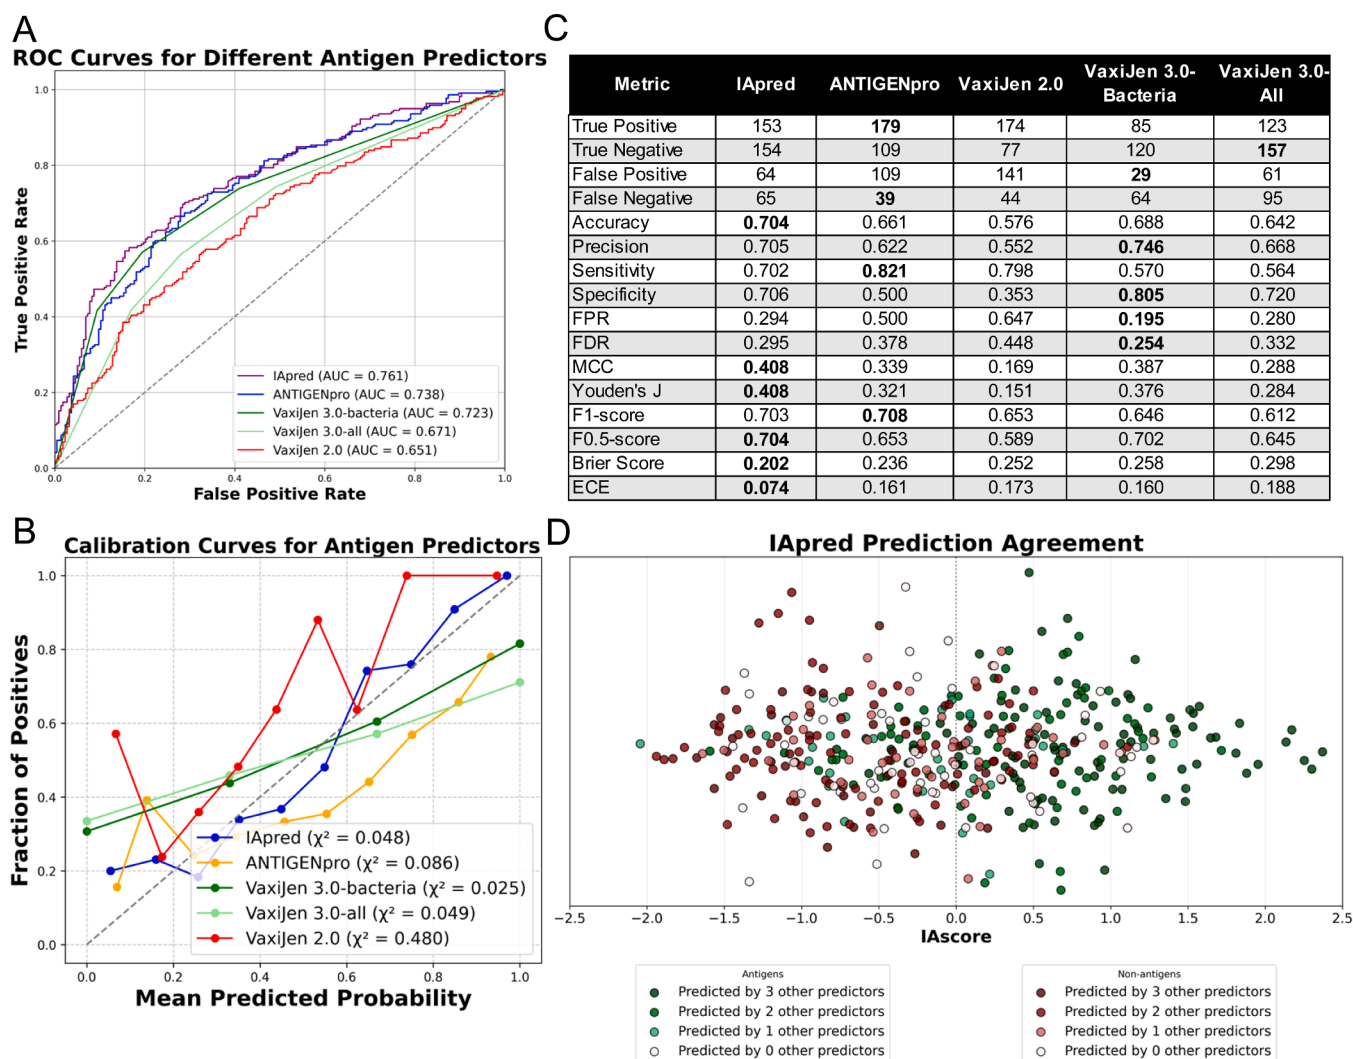 A
ROC Curves for Different Antigen Predictors
True Positive Rate
1.0
0.8
0.6
0.4
0.2
0.0
0.0 0.2 0.4 0.6 0.8 1.0
False Positive Rate
IApred (AUC = 0.761)
ANTIGENpro (AUC = 0.738)
VaxiJen 3.0-bacteria (AUC = 0.723)
VaxiJen 3.0-all (AUC = 0.671)
VaxiJen 2.0 (AUC = 0.651)
C
Metric IApred ANTIGENpro VaxiJen 2.0 VaxiJen 3.0-Bacteria VaxiJen 3.0-All
True Positive 153 179 174 85 123
True Negative 154 109 77 120 157
False Positive 64 109 141 29 61
False Negative 65 39 44 64 95
Accuracy 0.704 0.661 0.576 0.688 0.642
Precision 0.705 0.622 0.552 0.746 0.668
Sensitivity 0.702 0.821 0.798 0.570 0.564
Specificity 0.706 0.500 0.353 0.805 0.720
FPR 0.294 0.500 0.647 0.195 0.280
FDR 0.295 0.378 0.448 0.254 0.332
MCC 0.408 0.339 0.169 0.387 0.288
Youden's J 0.408 0.321 0.151 0.376 0.284
F1-score 0.703 0.708 0.653 0.646 0.612
F0.5-score 0.704 0.653 0.589 0.702 0.645
Brier Score 0.202 0.236 0.252 0.258 0.298
ECE 0.074 0.161 0.173 0.160 0.188
B
Calibration Curves for Antigen Predictors
Fraction of Positives
1.0
0.8
0.6
0.4
0.2
0.0
0.0 0.2 0.4 0.6 0.8 1.0
Mean Predicted Probability
IApred (χ² = 0.048)
ANTIGENpro (χ² = 0.086)
VaxiJen 3.0-bacteria (χ² = 0.025)
VaxiJen 3.0-all (χ² = 0.049)
VaxiJen 2.0 (χ² = 0.480)
D
IApred Prediction Agreement
−2.5 −2.0 −1.5 −1.0 −0.5 0.0 0.5 1.0 1.5 2.0 2.5
IAscore
Antigens
Predicted by 3 other predictors
Predicted by 2 other predictors
Predicted by 1 other predictors
Predicted by 0 other predictors
Non-antigens
Predicted by 3 other predictors
Predicted by 2 other predictors
Predicted by 1 other predictors
Predicted by 0 other predictors